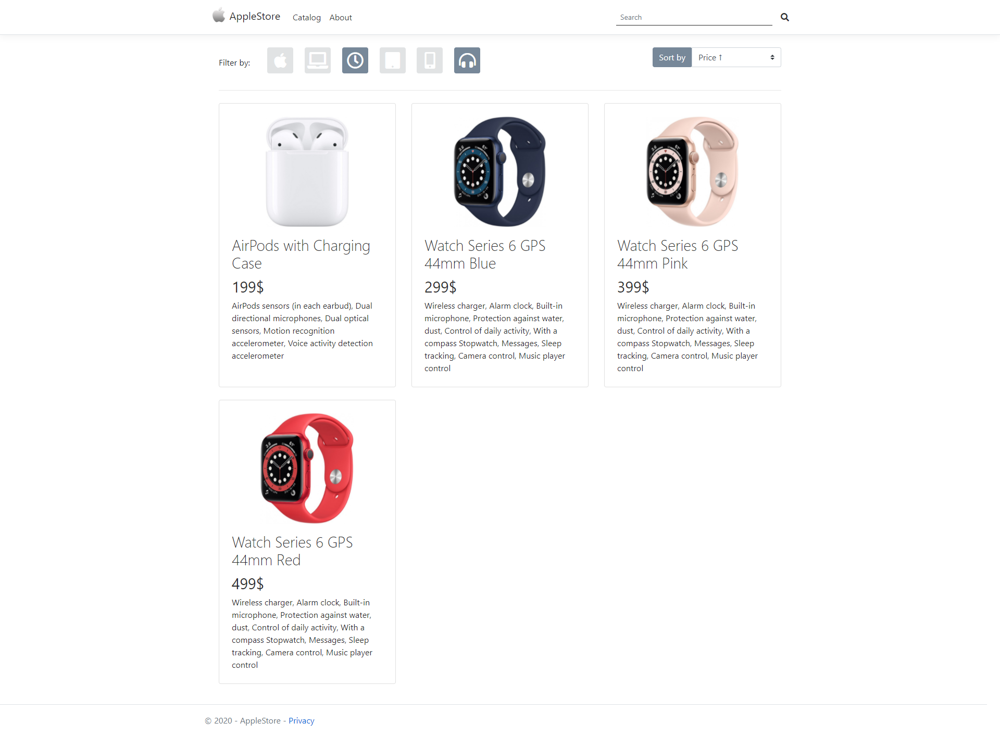 AppleStore
Catalog
About
Search
Filter by:
Sort by
Price ↑
AirPods with Charging
Case
199$
AirPods sensors (in each earbud), Dual
directional microphones, Dual optical
sensors, Motion recognition
accelerometer, Voice activity detection
accelerometer
Watch Series 6 GPS
44mm Blue
299$
Wireless charger, Alarm clock, Built-in
microphone, Protection against water,
dust, Control of daily activity, With a
compass Stopwatch, Messages, Sleep
tracking, Camera control, Music player
control
Watch Series 6 GPS
44mm Pink
399$
Wireless charger, Alarm clock, Built-in
microphone, Protection against water,
dust, Control of daily activity, With a
compass Stopwatch, Messages, Sleep
tracking, Camera control, Music player
control
Watch Series 6 GPS
44mm Red
499$
Wireless charger, Alarm clock, Built-in
microphone, Protection against water,
dust, Control of daily activity, With a
compass Stopwatch, Messages, Sleep
tracking, Camera control, Music player
control
© 2020 - AppleStore - Privacy